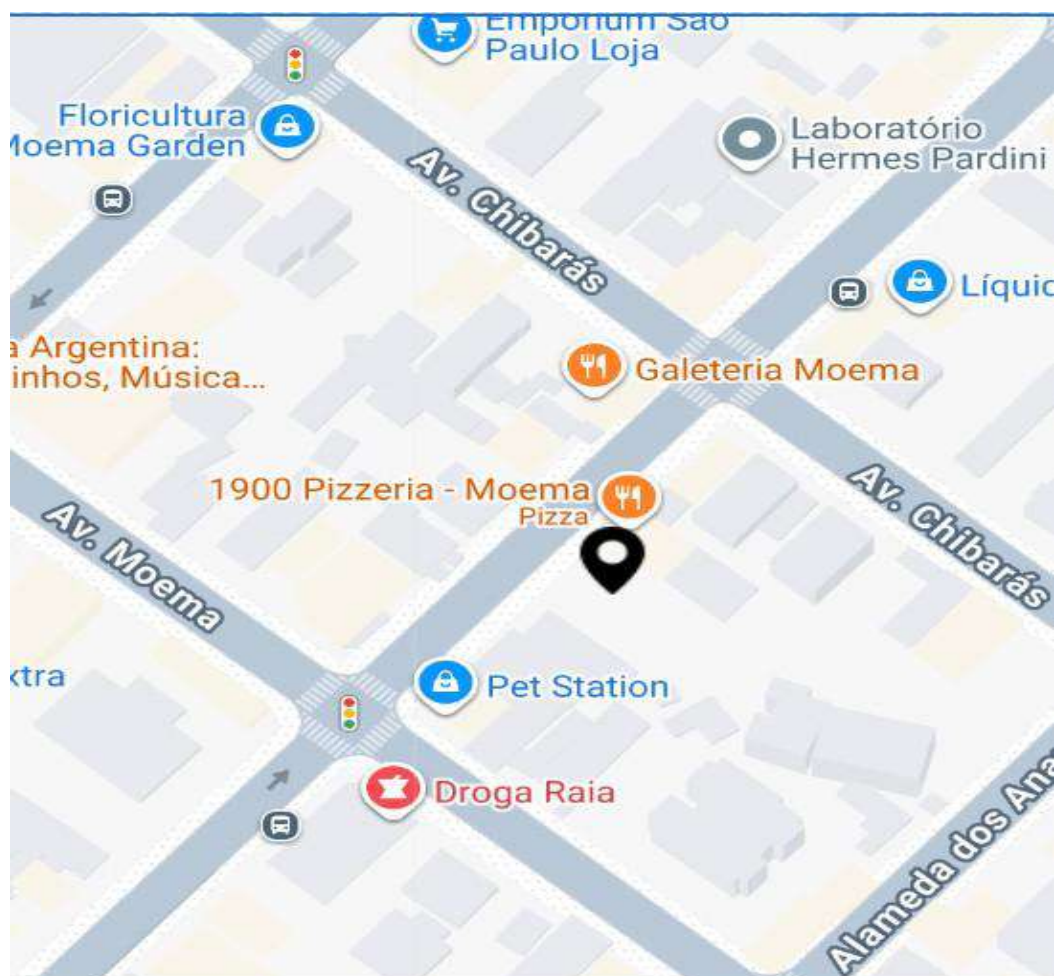 Emporium São
Paulo Loja
Floricultura
Moema Garden
Laboratório
Hermes Pardini
Av. Chibarás
Líquid
a Argentina:
inhos, Música...
Galeteria Moema
1900 Pizzeria - Moema
Pizza
Av. Chibarás
Av. Moema
xtra
Pet Station
Droga Raia
Alameda dos Ana